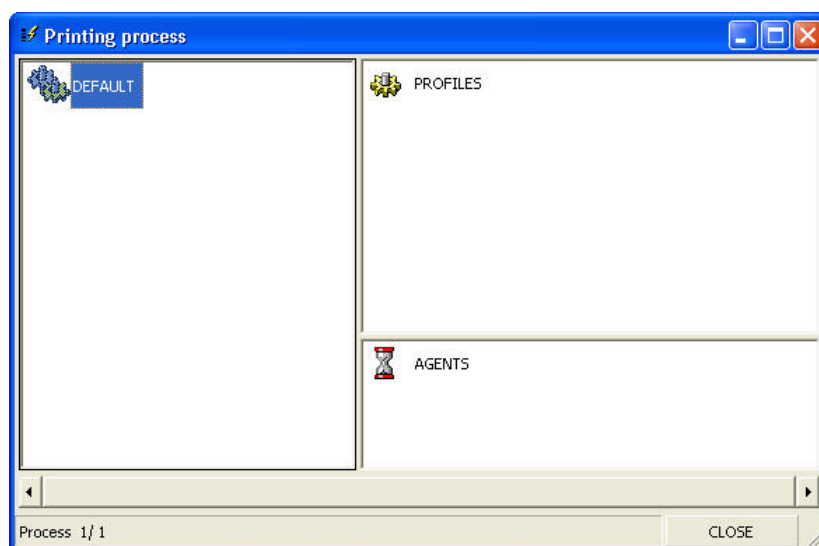 Printing process
DEFAULT
PROFILES
AGENTS
Process 1/ 1
CLOSE